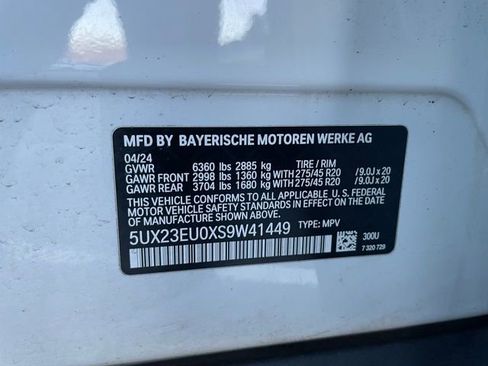 MFD BY BAYERISCHE MOTOREN WERKE AG
04/24
GVWR 6360 lbs 2885 kg TIRE / RIM
GAWR FRONT 2998 lbs 1360 kg WITH 275/45 R20 /9.0J x 20
GAWR REAR 3704 lbs 1680 kg WITH 275/45 R20 /9.0J x 20
THIS VEHICLE CONFORMS TO ALL APPLICABLE U.S. FEDERAL
MOTOR VEHICLE SAFETY STANDARDS IN EFFECT ON THE
DATE OF MANUFACTURE SHOWN ABOVE.
5UX23EU0XS9W41449 TYPE: MPV
300U
7 320 729